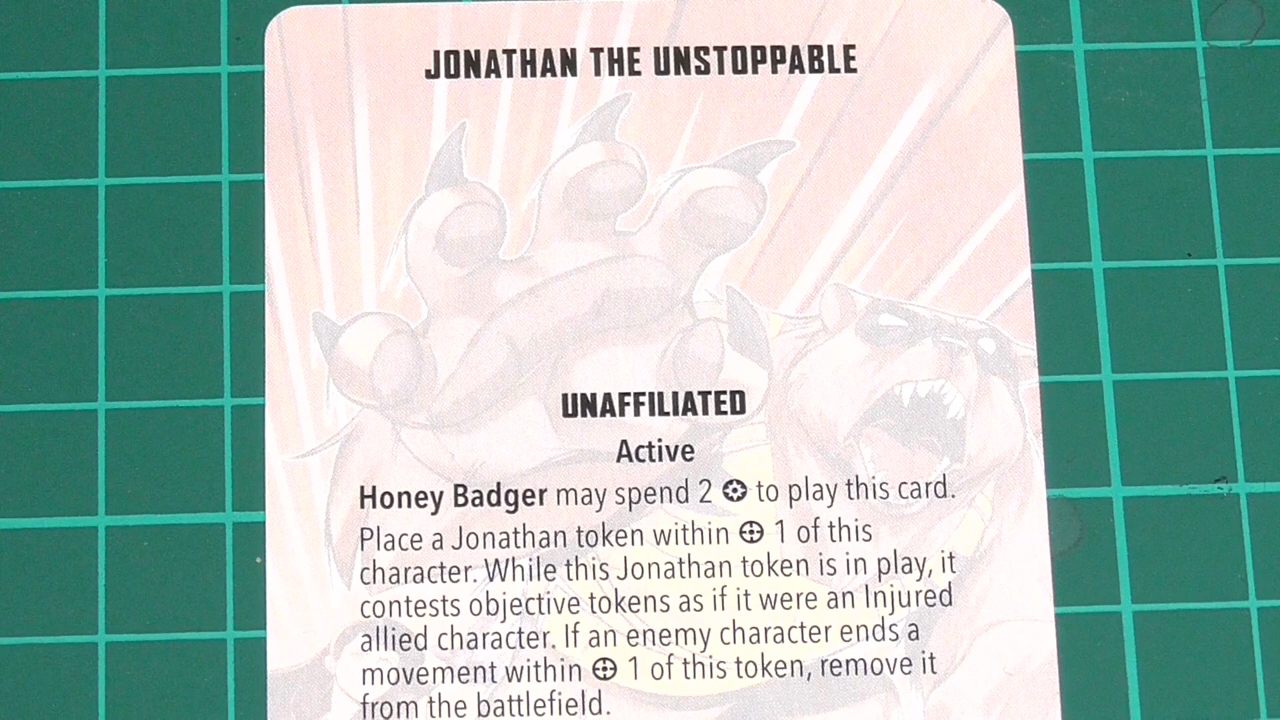 JONATHAN THE UNSTOPPABLE
UNAFFILIATED
Active
Honey Badger may spend 2 to play this card.
Place a Jonathan token within 1 of this
character. While this Jonathan token is in play, it
contests objective tokens as if it were an Injured
allied character. If an enemy character ends a
movement within 1 of this token, remove it
from the battlefield.